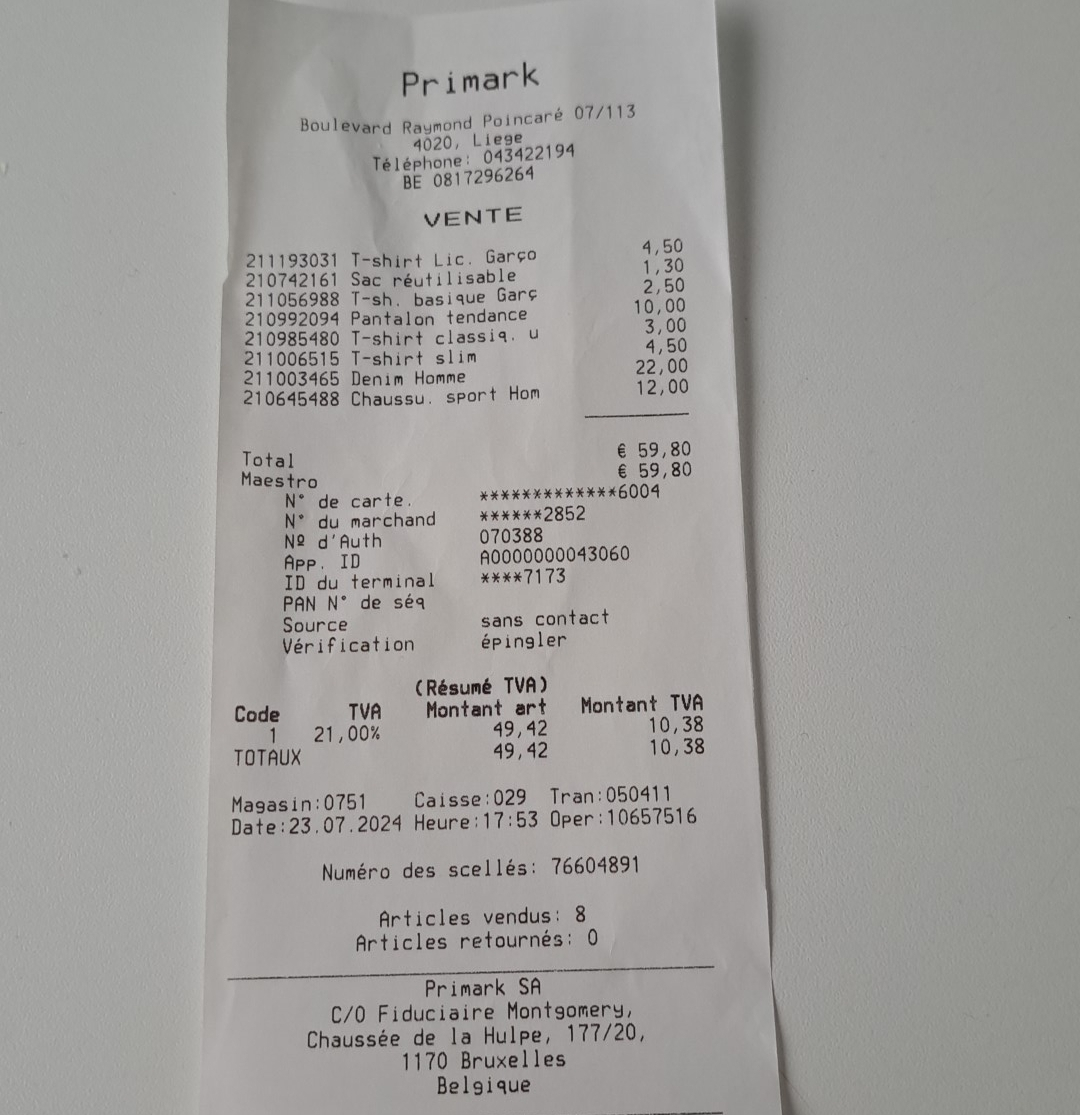 Primark
Boulevard Raymond Poincaré 07/113
4020, Liege
Téléphone: 043422194
BE 0817296264
VENTE
211193031 T-shirt Lic. Garço 4,50
210742161 Sac réutilisable 1,30
211056988 T-sh. basique Garç 2,50
210992094 Pantalon tendance 10,00
210985480 T-shirt classiq. u 3,00
211006515 T-shirt slim 4,50
211003465 Denim Homme 22,00
210645488 Chaussu. sport Hom 12,00
Total € 59,80
Maestro € 59,80
N° de carte. *************6004
N° du marchand ******2852
Nº d'Auth 070388
App. ID A0000000043060
ID du terminal ****7173
PAN N° de séq
Source sans contact
Vérification épingler
(Résumé TVA)
Code TVA Montant art Montant TVA
1 21,00% 49,42 10,38
TOTAUX 49,42 10,38
Magasin:0751 Caisse:029 Tran:050411
Date:23.07.2024 Heure:17:53 Oper:10657516
Numéro des scellés: 76604891
Articles vendus: 8
Articles retournés: 0
Primark SA
C/O Fiduciaire Montgomery,
Chaussée de la Hulpe, 177/20,
1170 Bruxelles
Belgique